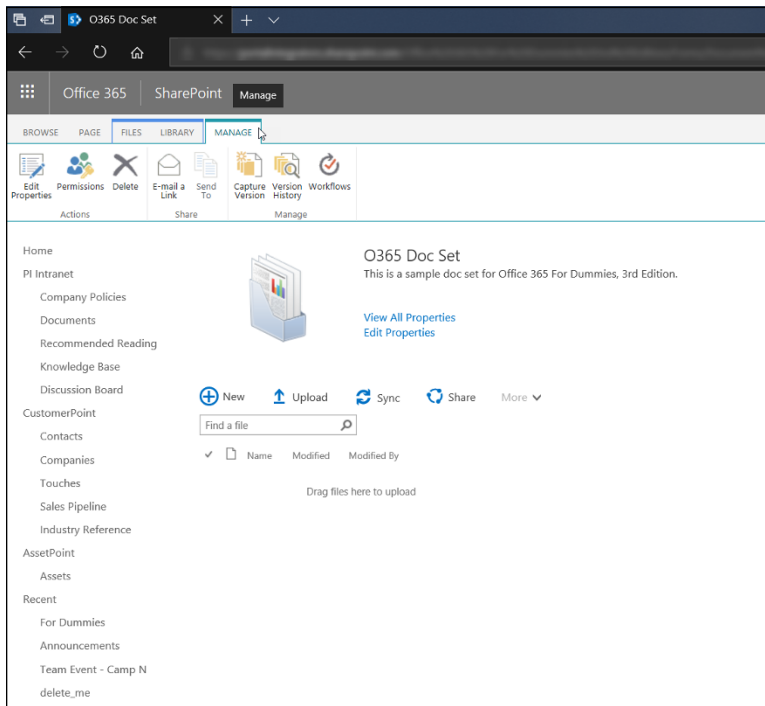 O365 Doc Set
Office 365 SharePoint Manage
BROWSE PAGE FILES LIBRARY MANAGE
Edit Properties Permissions Delete E-mail a Link Send To Capture Version Version History Workflows
Actions Share Manage
Home
PI Intranet
Company Policies
Documents
Recommended Reading
Knowledge Base
Discussion Board
CustomerPoint
Contacts
Companies
Touches
Sales Pipeline
Industry Reference
AssetPoint
Assets
Recent
For Dummies
Announcements
Team Event - Camp N
delete_me
O365 Doc Set
This is a sample doc set for Office 365 For Dummies, 3rd Edition.
View All Properties
Edit Properties
New Upload Sync Share More
Find a file
Name Modified Modified By
Drag files here to upload